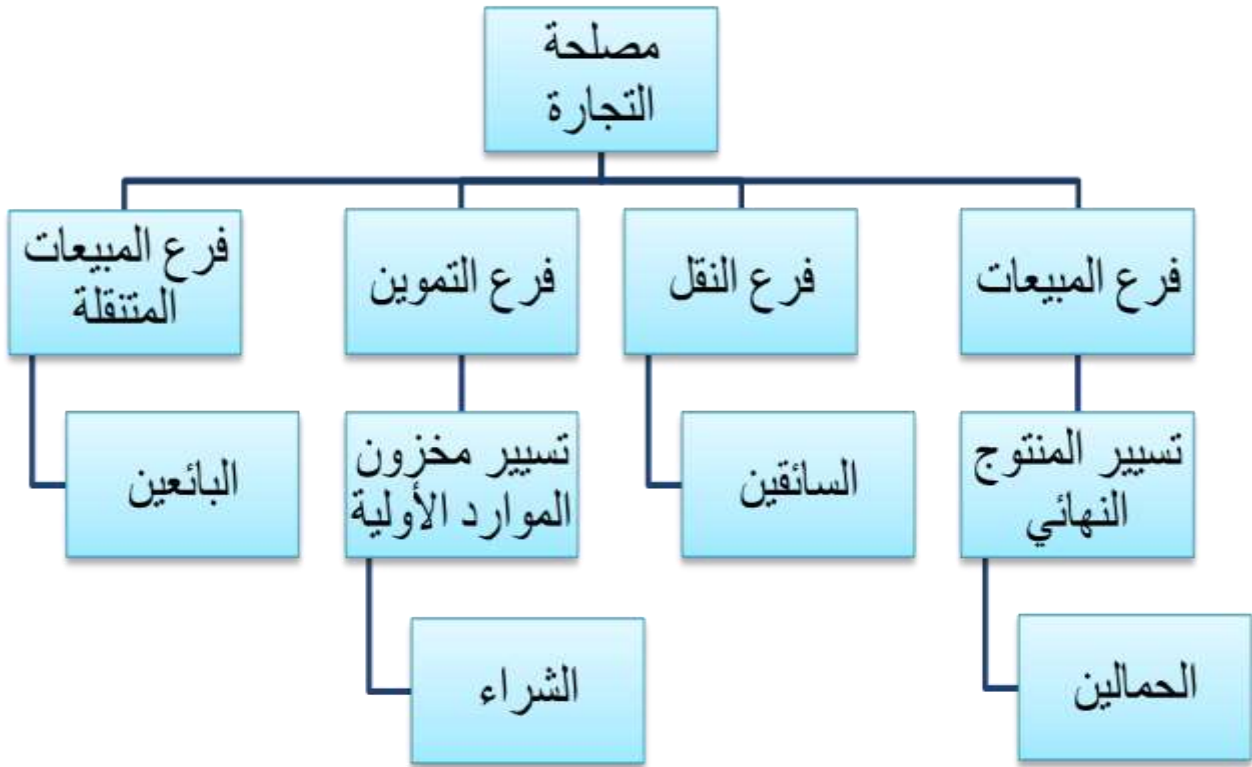 مصلحة
التجارة
فرع المبيعات
فرع النقل
فرع التموين
فرع المبيعات
المتنقلة
تسيير المنتوج
النهائي
السائقين
تسيير مخزون
الموارد الأولية
البائعين
الحمالين
الشراء